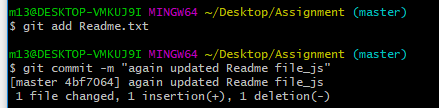 m13@DESKTOP-VMKUJ9I MINGW64 ~/Desktop/Assignment (master)
$ git add Readme.txt
m13@DESKTOP-VMKUJ9I MINGW64 ~/Desktop/Assignment (master)
$ git commit -m "again updated Readme file_js"
[master 4bf7064] again updated Readme file_js
 1 file changed, 1 insertion(+), 1 deletion(-)